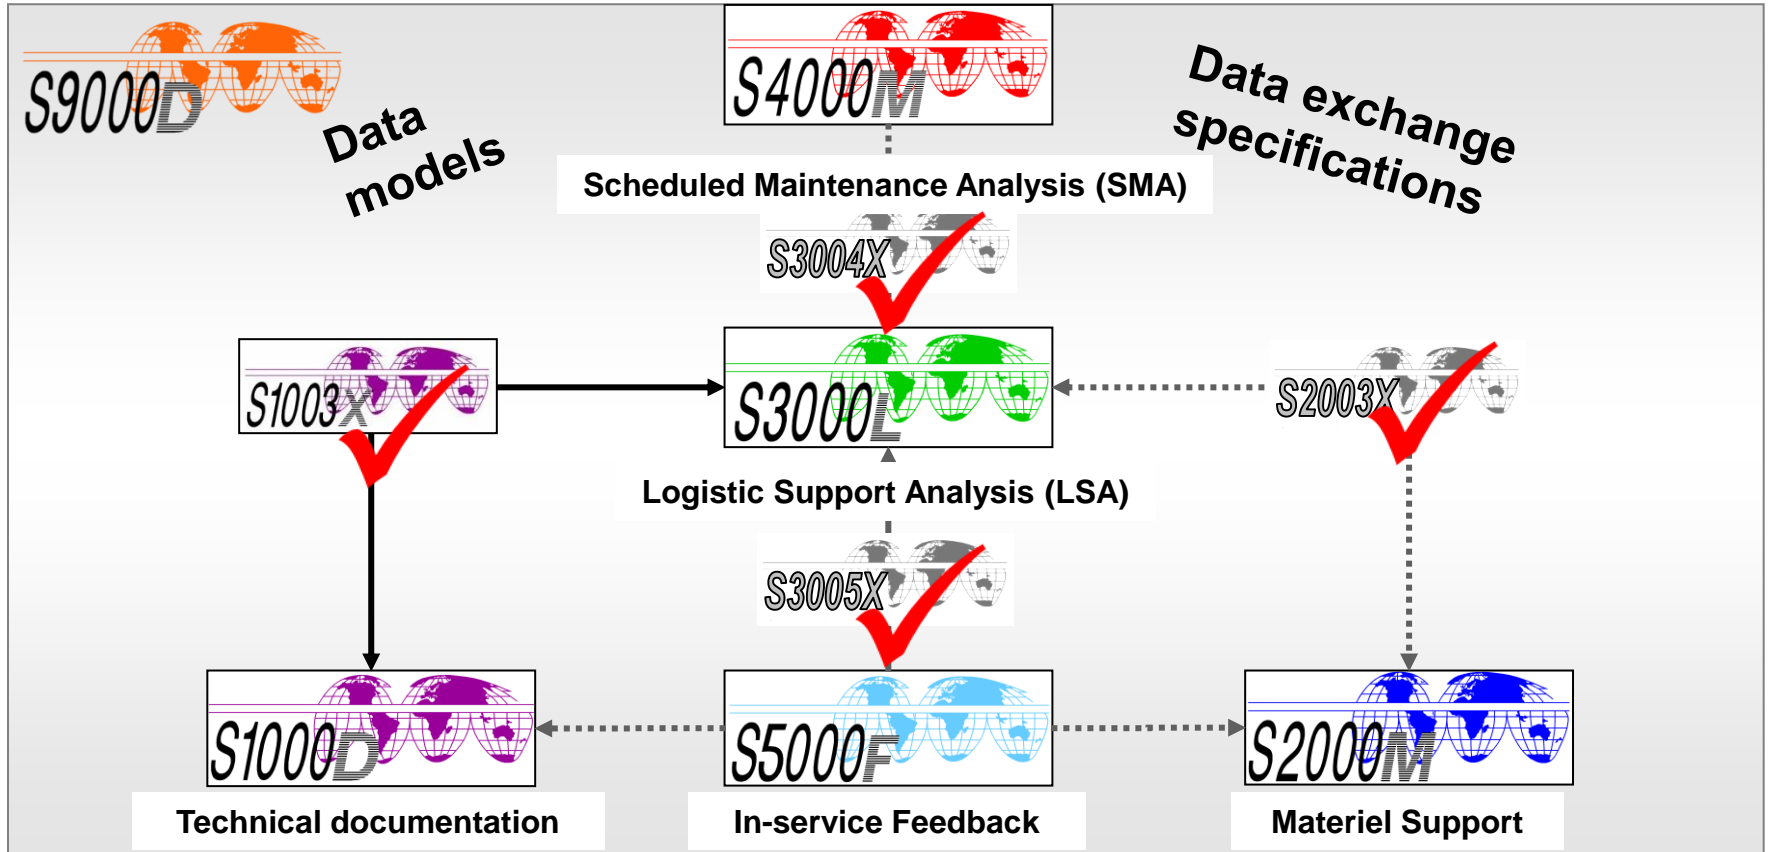 S9000D
S4000M
Data
models
Data exchange
specifications
Scheduled Maintenance Analysis (SMA)
S3004X
S1003X
S3000L
S2003X
Logistic Support Analysis (LSA)
S3005X
S1000D
S5000F
S2000M
Technical documentation
In-service Feedback
Materiel Support